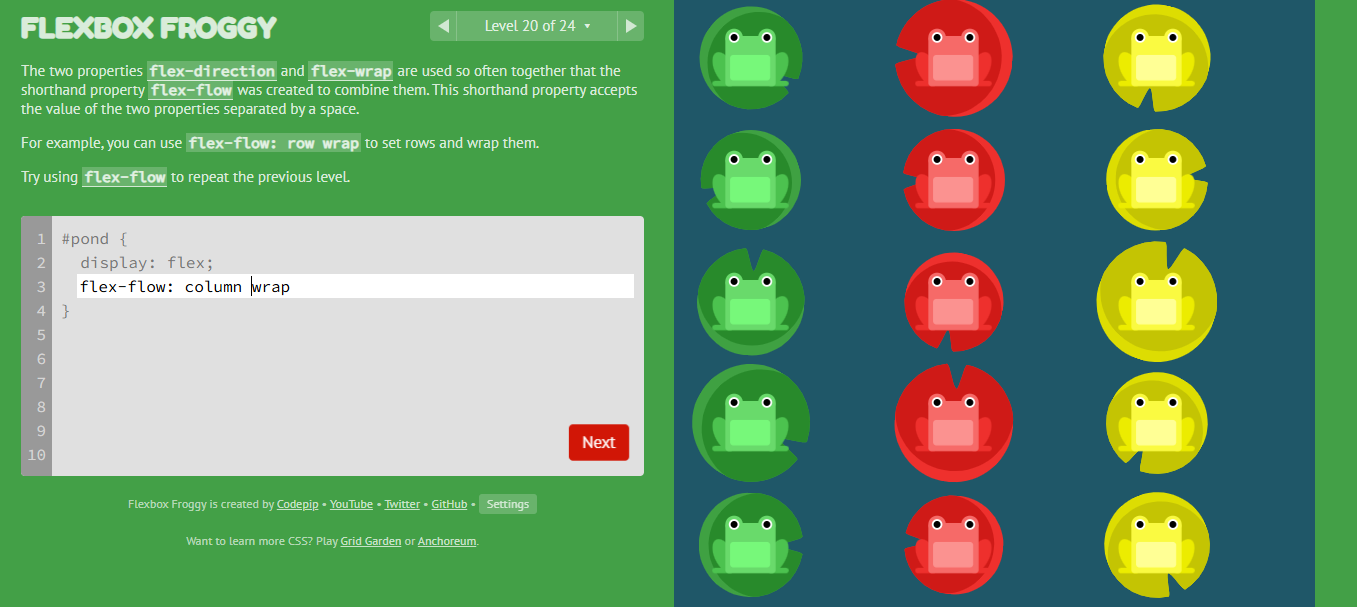 FLEXBOX FROGGY
◀ Level 20 of 24 ▾ ▶
The two properties flex-direction and flex-wrap are used so often together that the
shorthand property flex-flow was created to combine them. This shorthand property accepts
the value of the two properties separated by a space.
For example, you can use flex-flow: row wrap to set rows and wrap them.
Try using flex-flow to repeat the previous level.
1 #pond {
2 display: flex;
3 flex-flow: column wrap
4 }
5
6
7
8
9
10
Next
Flexbox Froggy is created by Codepip • YouTube • Twitter • GitHub • Settings
Want to learn more CSS? Play Grid Garden or Anchoreum.